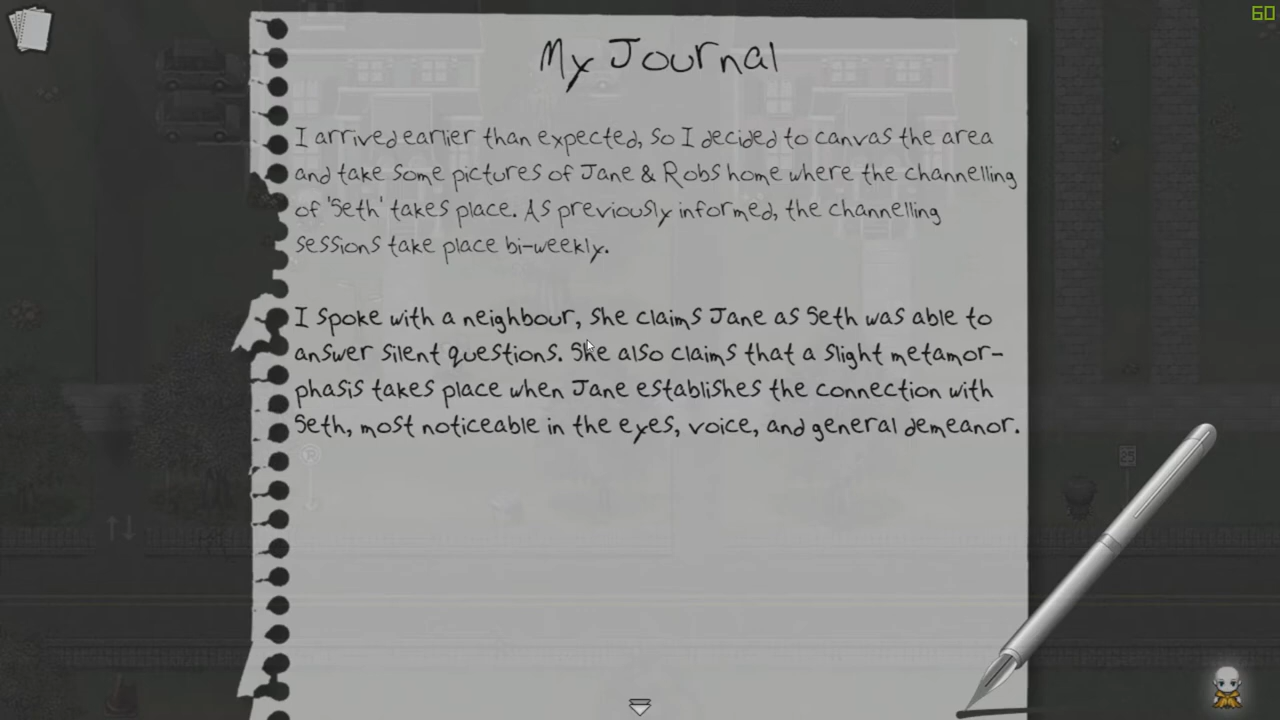 60
My Journal
I arrived earlier than expected, so I decided to canvas the area
and take some pictures of Jane & Robs home where the channelling
of 'Seth' takes place. As previously informed, the channelling
sessions take place bi-weekly.
I spoke with a neighbour, she claims Jane as Seth was able to
answer silent questions. She also claims that a slight metamor-
phasis takes place when Jane establishes the connection with
Seth, most noticeable in the eyes, voice, and general demeanor.
25